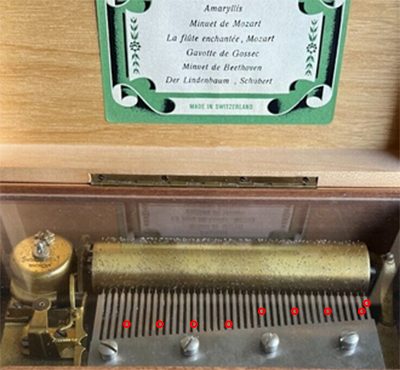 Amaryllis
Minuet de Mozart
La flûte enchantée, Mozart
Gavotte de Gossec
Minuet de Beethoven
Der Lindenbaum ., Schubert
MADE IN SWITZERLAND